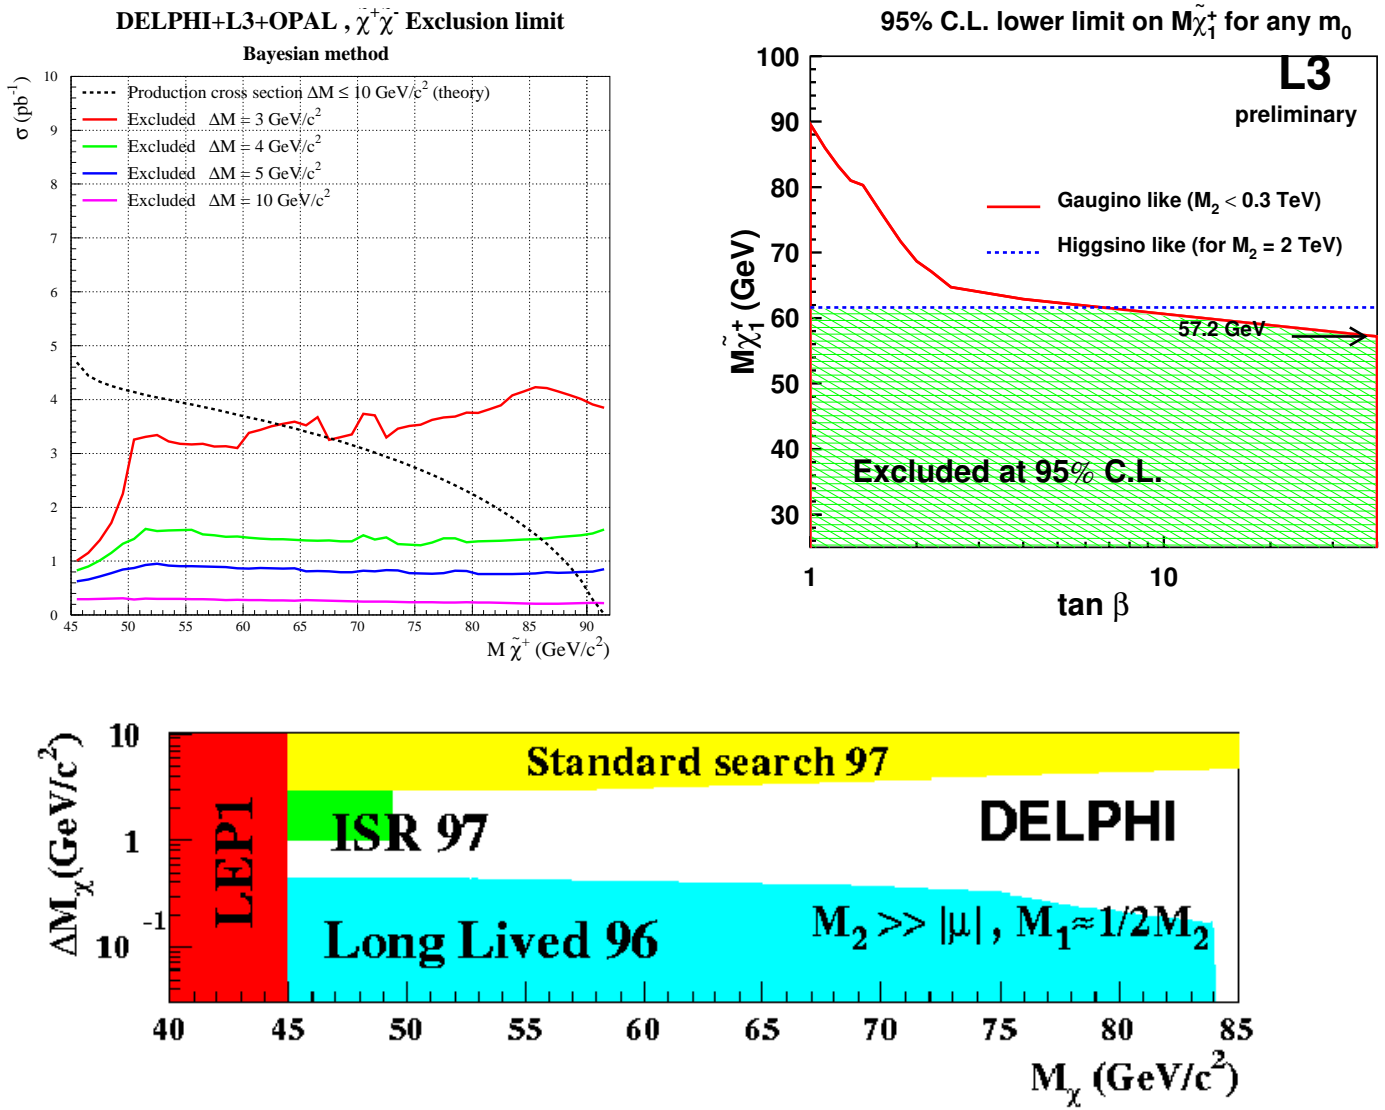 DELPHI+L3+OPAL , χ̃⁺χ̃⁻ Exclusion limit
Bayesian method
σ (pb⁻¹)
10
9
8
7
6
5
4
3
2
1
0
Production cross section ΔM ≤ 10 GeV/c² (theory)
Excluded ΔM = 3 GeV/c²
Excluded ΔM = 4 GeV/c²
Excluded ΔM = 5 GeV/c²
Excluded ΔM = 10 GeV/c²
45 50 55 60 65 70 75 80 85 90
M χ̃⁺ (GeV/c²)
95% C.L. lower limit on Mχ̃₁⁺ for any m₀
Mχ̃₁⁺ (GeV)
100
90
80
70
60
50
40
30
L3
preliminary
Gaugino like (M₂ < 0.3 TeV)
Higgsino like (for M₂ = 2 TeV)
57.2 GeV
Excluded at 95% C.L.
1 10
tan β
ΔMᵪ(GeV/c²)
10
1
10⁻¹
LEP1
Standard search 97
ISR 97
DELPHI
Long Lived 96
M₂ >> |μ| , M₁≈1/2M₂
40 45 50 55 60 65 70 75 80 85
Mᵪ (GeV/c²)